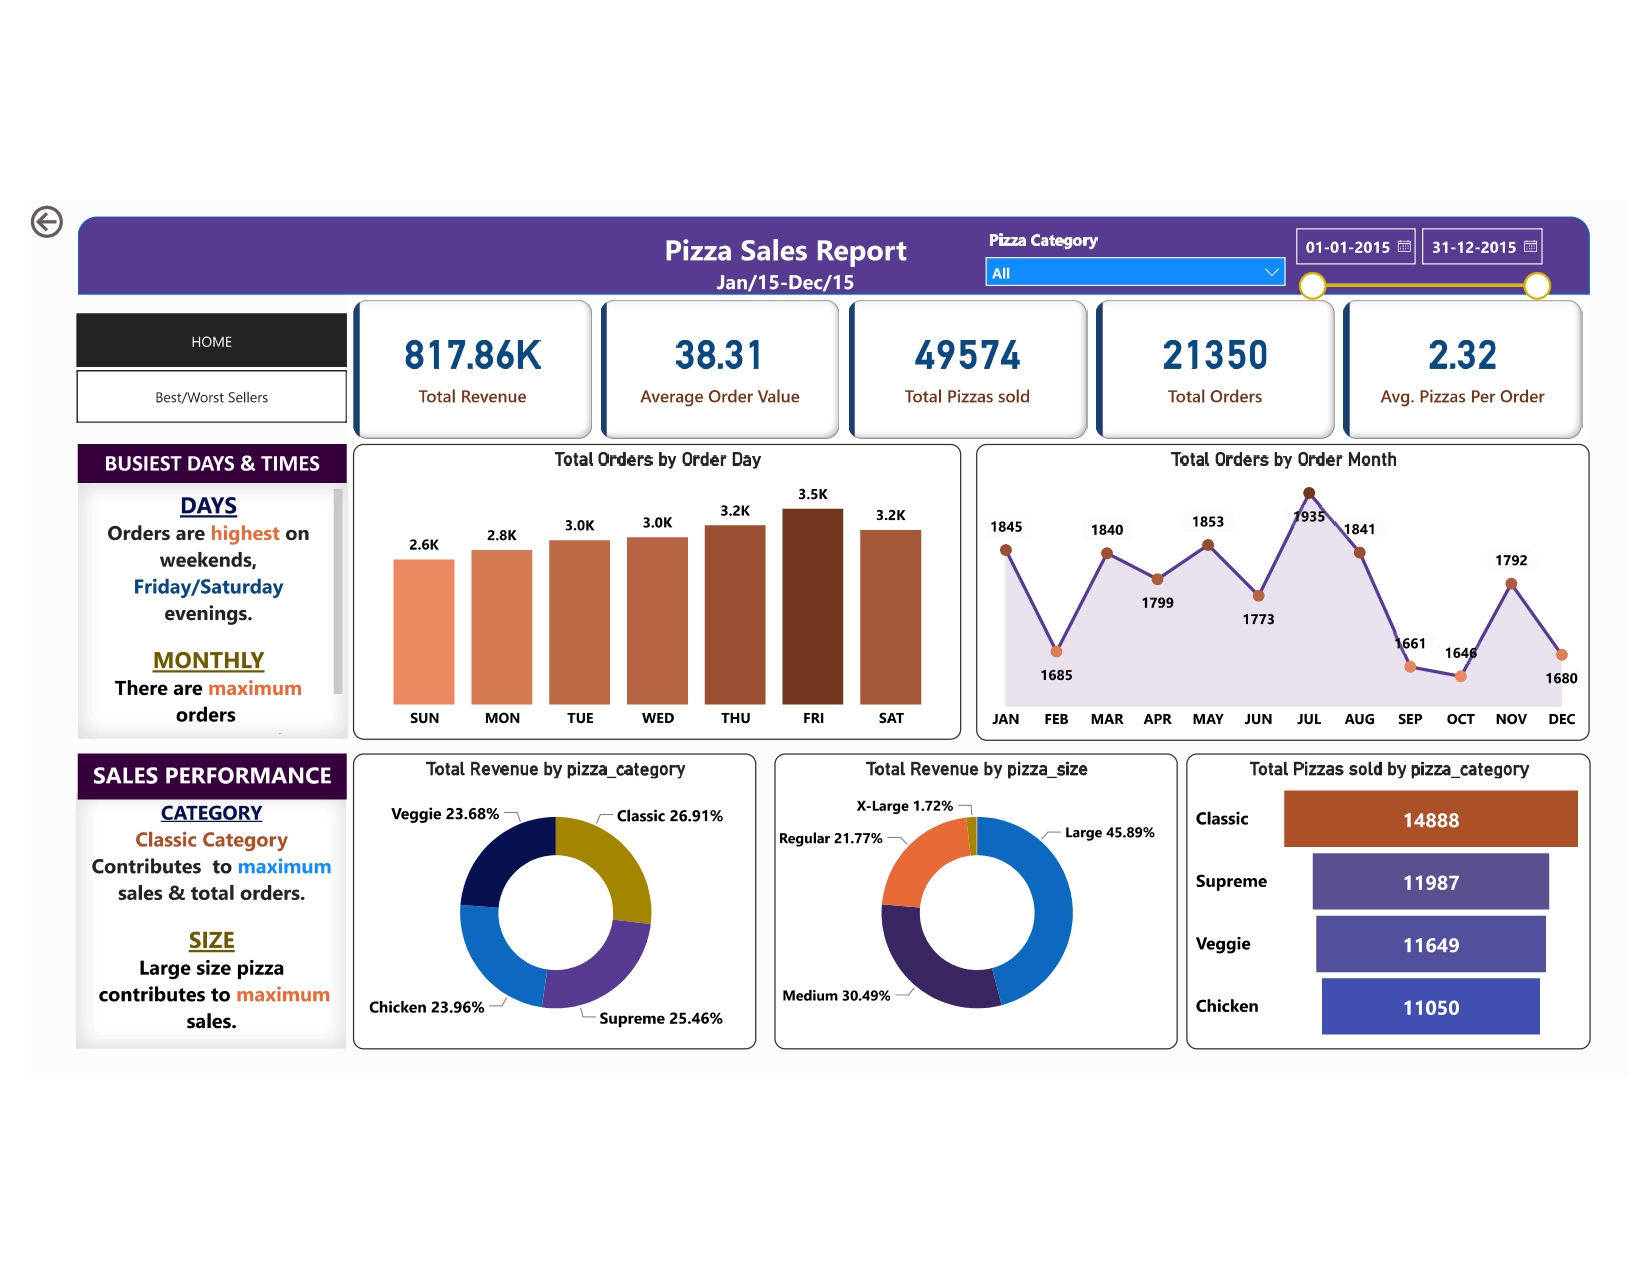 Pizza Sales Report
Jan/15-Dec/15
Pizza Category
All
01-01-2015
31-12-2015
HOME
Best/Worst Sellers
817.86K
Total Revenue
38.31
Average Order Value
49574
Total Pizzas sold
21350
Total Orders
2.32
Avg. Pizzas Per Order
BUSIEST DAYS & TIMES
DAYS
Orders are highest on
weekends,
Friday/Saturday
evenings.
MONTHLY
There are maximum
orders
Total Orders by Order Day
2.6K
2.8K
3.0K
3.0K
3.2K
3.5K
3.2K
SUN
MON
TUE
WED
THU
FRI
SAT
Total Orders by Order Month
1845
1685
1840
1799
1853
1773
1935
1841
1661
1646
1792
1680
JAN
FEB
MAR
APR
MAY
JUN
JUL
AUG
SEP
OCT
NOV
DEC
SALES PERFORMANCE
CATEGORY
Classic Category
Contributes to maximum
sales & total orders.
SIZE
Large size pizza
contributes to maximum
sales.
Total Revenue by pizza_category
Veggie 23.68%
Classic 26.91%
Chicken 23.96%
Supreme 25.46%
Total Revenue by pizza_size
X-Large 1.72%
Regular 21.77%
Large 45.89%
Medium 30.49%
Total Pizzas sold by pizza_category
Classic
14888
Supreme
11987
Veggie
11649
Chicken
11050